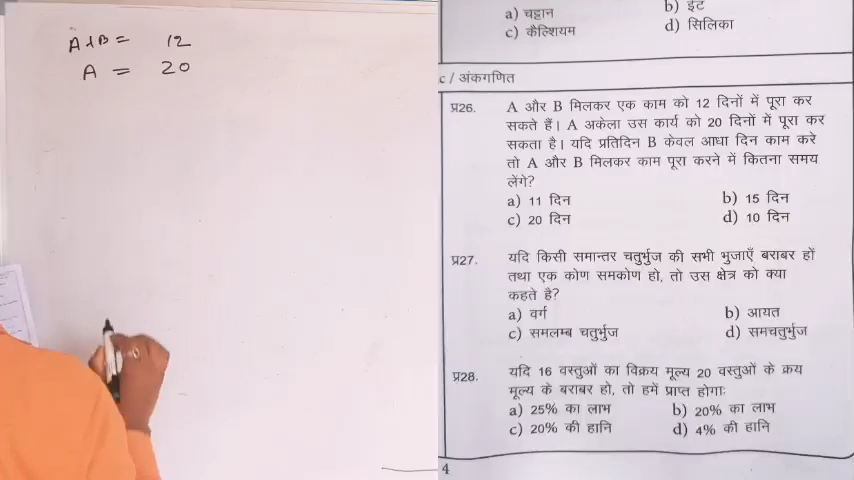 A + B = 12
A = 20
a) चट्टान b) ईंट
c) कैल्शियम d) सिलिका
c / अंकगणित
प्र26. A और B मिलकर एक काम को 12 दिनों में पूरा कर
सकते हैं। A अकेला उस कार्य को 20 दिनों में पूरा कर
सकता है। यदि प्रतिदिन B केवल आधा दिन काम करे
तो A और B मिलकर काम पूरा करने में कितना समय
लेंगे?
a) 11 दिन b) 15 दिन
c) 20 दिन d) 10 दिन
प्र27. यदि किसी समान्तर चतुर्भुज की सभी भुजाएँ बराबर हों
तथा एक कोण समकोण हो, तो उस क्षेत्र को क्या
कहते है?
a) वर्ग b) आयत
c) समलम्ब चतुर्भुज d) समचतुर्भुज
प्र28. यदि 16 वस्तुओं का विक्रय मूल्य 20 वस्तुओं के क्रय
मूल्य के बराबर हो, तो हमें प्राप्त होगाः
a) 25% का लाभ b) 20% का लाभ
c) 20% की हानि d) 4% की हानि
4